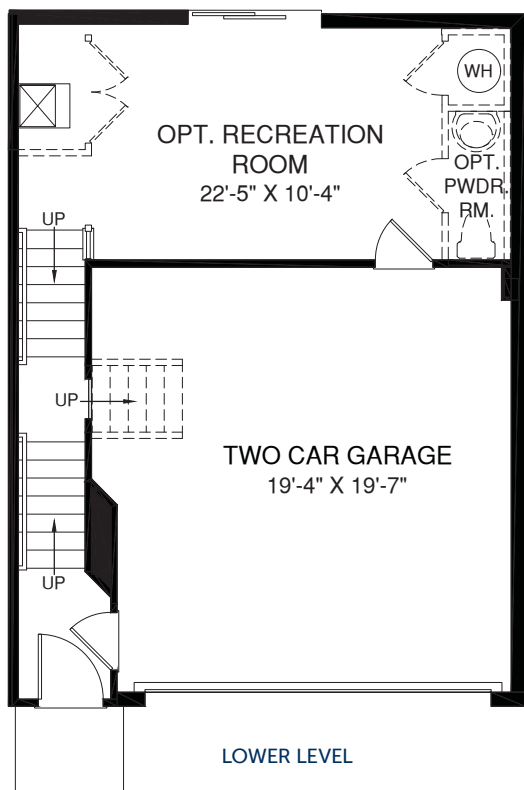 WH
OPT. RECREATION
ROOM
22'-5" X 10'-4"
OPT.
PWDR.
RM.
UP
UP
TWO CAR GARAGE
19'-4" X 19'-7"
UP
LOWER LEVEL